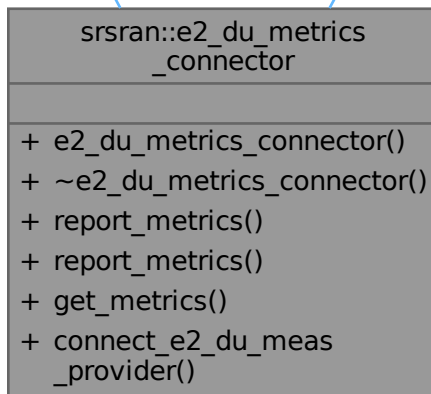 srsran::e2_du_metrics
_connector
+ e2_du_metrics_connector()
+ ~e2_du_metrics_connector()
+ report_metrics()
+ report_metrics()
+ get_metrics()
+ connect_e2_du_meas
_provider()